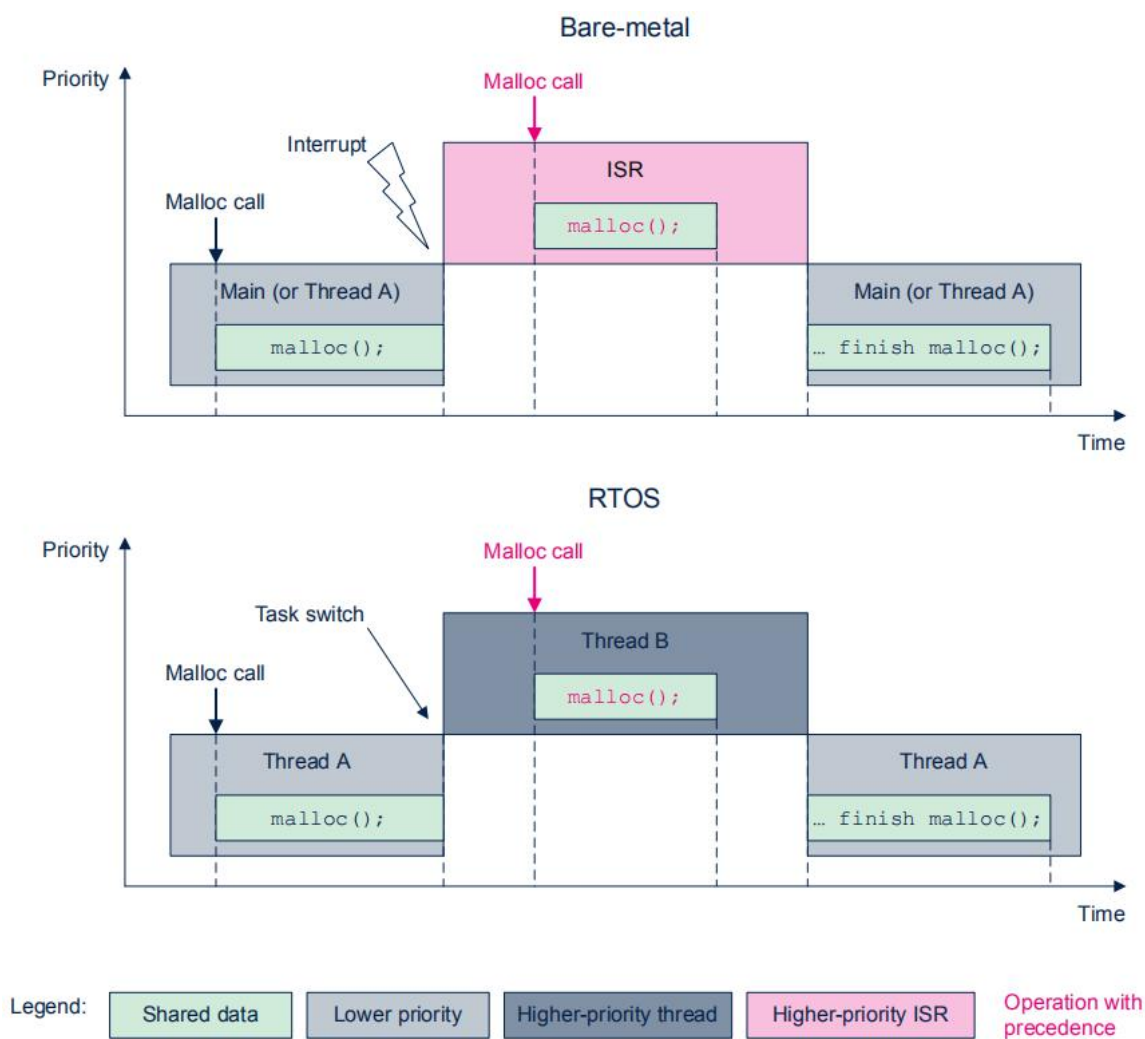 Bare-metal
Priority
Malloc call
Interrupt
ISR
Malloc call
malloc();
Main (or Thread A)
Main (or Thread A)
malloc();
… finish malloc();
Time
RTOS
Priority
Malloc call
Task switch
Thread B
Malloc call
malloc();
Thread A
Thread A
malloc();
… finish malloc();
Time
Legend:
Shared data
Lower priority
Higher-priority thread
Higher-priority ISR
Operation with
precedence